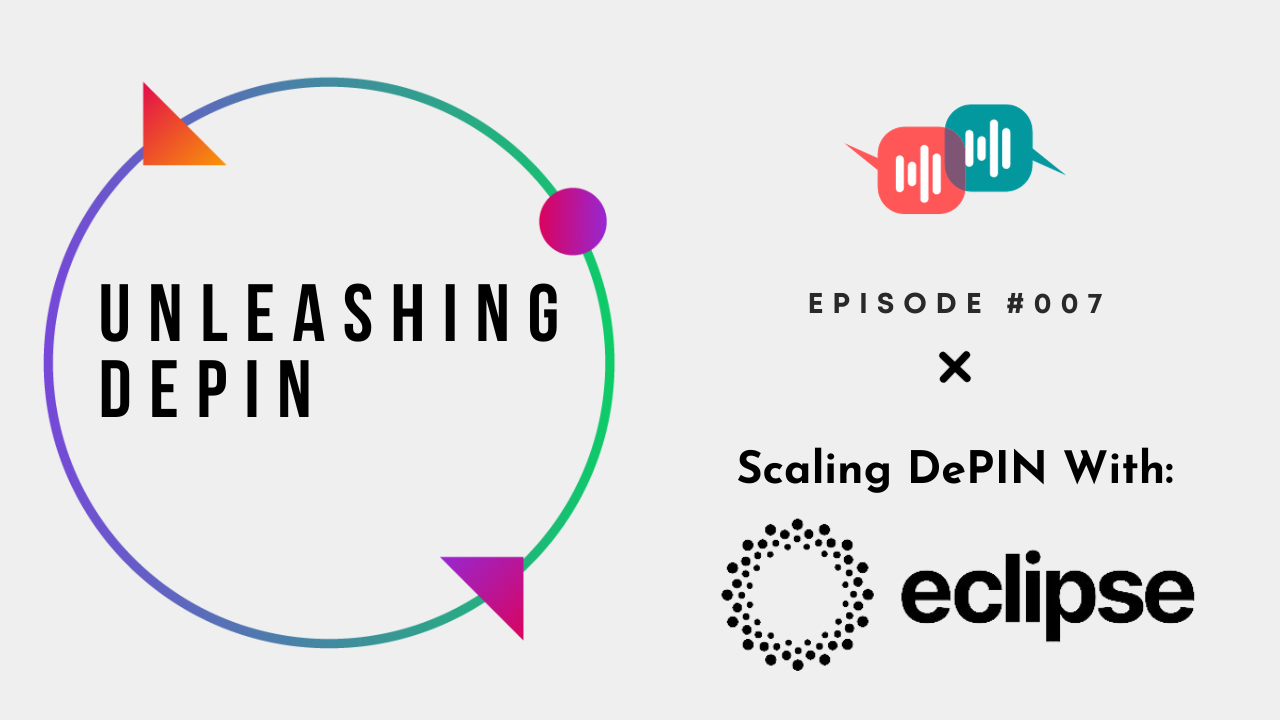 UNLEASHING
DEPIN
EPISODE #007
Scaling DePIN With:
eclipse